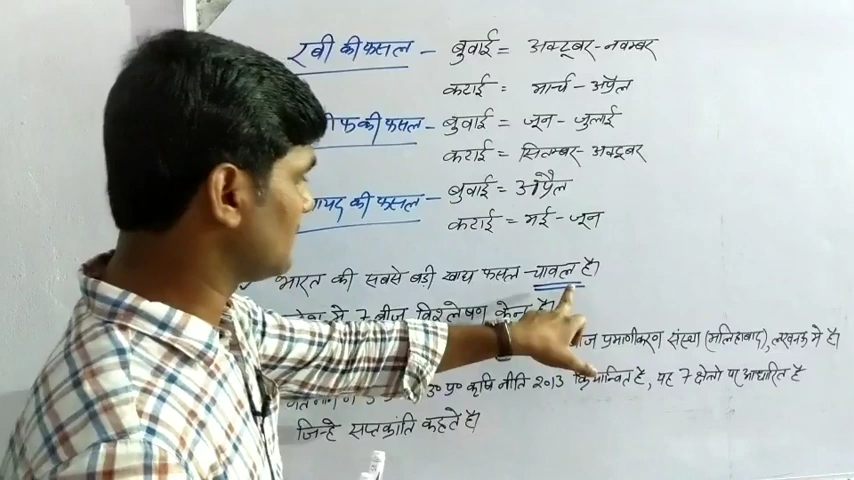 रबी की फसल – बुवाई = अक्टूबर-नवम्बर
कटाई = मार्च - अप्रैल
फ की फसल – बुवाई = जून - जुलाई
कटाई = सितम्बर- अक्टूबर
यद की फसल – बुवाई = अप्रैल
कटाई = मई - जून
भारत की सबसे बडी खाद्य फसल - चावल है।
मे 7 बीज विश्लेषण केन्द्र है।
प्रमाणीकरण संस्था (मलिहाबाद), लखनऊ मे है।
उ० प्र० कृषि नीति 2013 क्रियान्वित है, यह 7 क्षेत्रो पर आधारित है
जिन्हे सप्तक्रांति कहते है।